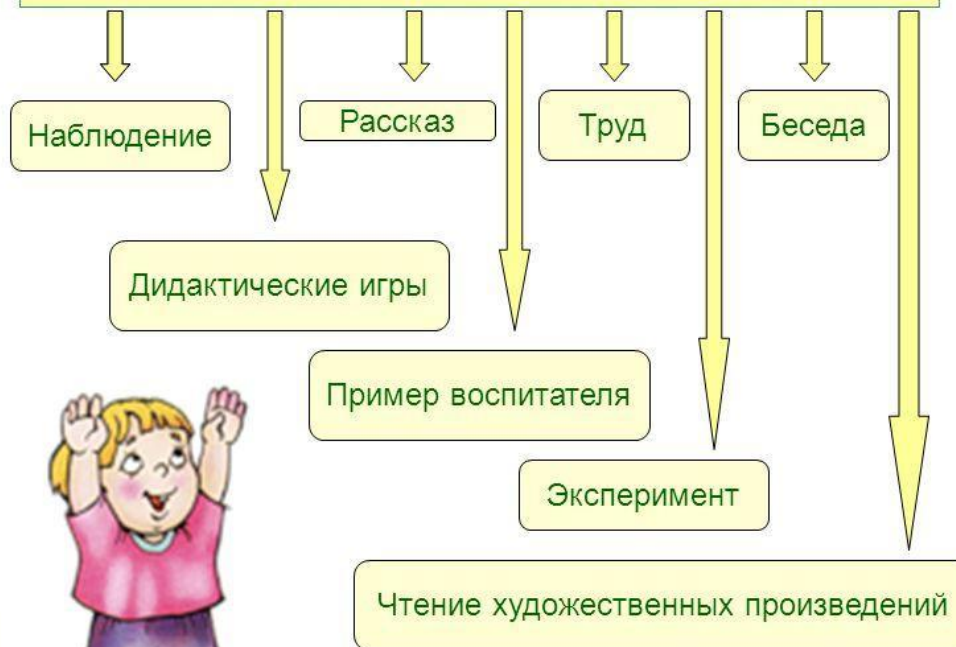 Наблюдение
Рассказ
Труд
Беседа
Дидактические игры
Пример воспитателя
Эксперимент
Чтение художественных произведений